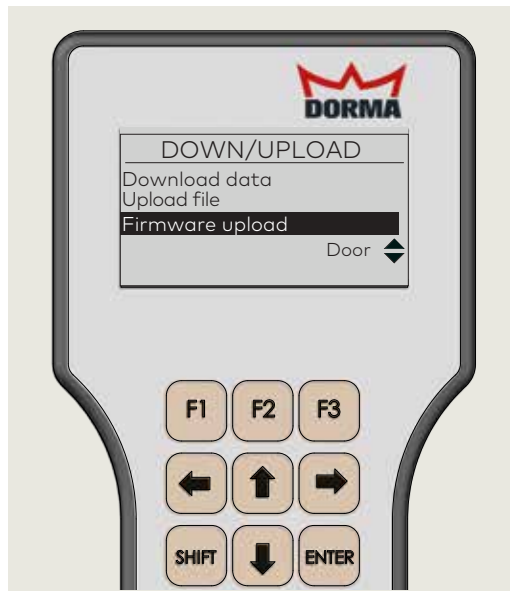 DORMA
DOWN/UPLOAD
Download data
Upload file
Firmware upload
Door
F1 F2 F3
SHIFT ENTER